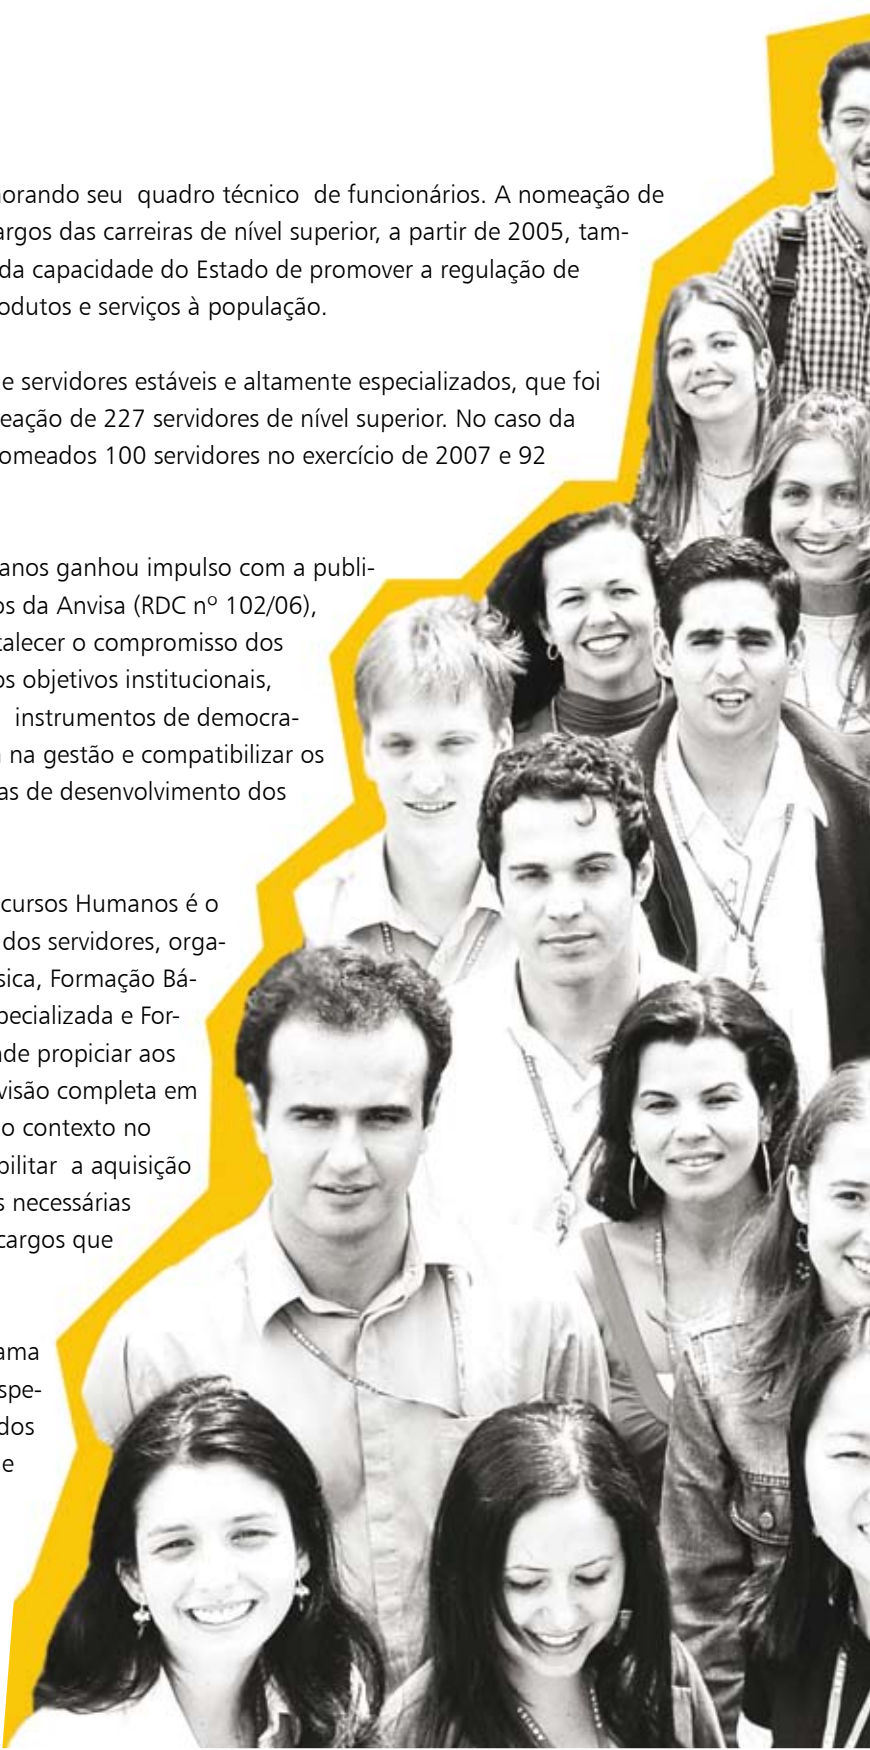 morando seu quadro técnico de funcionários. A nomeação de
argos das carreiras de nível superior, a partir de 2005, tam-
da capacidade do Estado de promover a regulação de
odutos e serviços à população.
e servidores estáveis e altamente especializados, que foi
eação de 227 servidores de nível superior. No caso da
omeados 100 servidores no exercício de 2007 e 92
anos ganhou impulso com a publi-
os da Anvisa (RDC nº 102/06),
talecer o compromisso dos
os objetivos institucionais,
instrumentos de democra-
na gestão e compatibilizar os
as de desenvolvimento dos
cursos Humanos é o
dos servidores, orga-
sica, Formação Bá-
pecializada e For-
de propiciar aos
visão completa em
o contexto no
bilitar a aquisição
s necessárias
cargos que
ama
spe-
dos
e